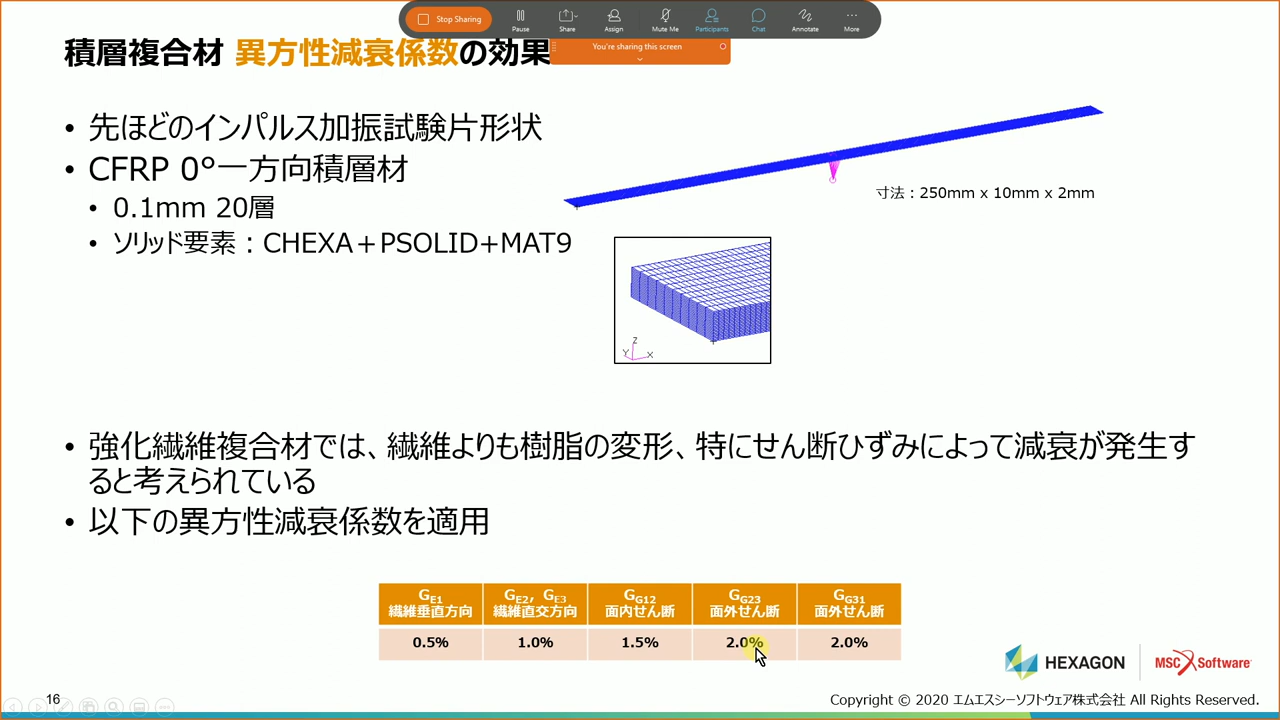 Stop Sharing
Pause
Share
Assign
Mute Me
Participants
Chat
Annotate
More
You're sharing this screen
積層複合材 異方性減衰係数の効果
• 先ほどのインパルス加振試験片形状
• CFRP 0°一方向積層材
• 0.1mm 20層
• ソリッド要素：CHEXA＋PSOLID+MAT9
寸法：250mm x 10mm x 2mm
Z
Y
X
• 強化繊維複合材では、繊維よりも樹脂の変形、特にせん断ひずみによって減衰が発生す
ると考えられている
• 以下の異方性減衰係数を適用
GE1 GE2, GE3 GG12 GG23 GG31
繊維垂直方向 繊維直交方向 面内せん断 面外せん断 面外せん断
0.5% 1.0% 1.5% 2.0% 2.0%
HEXAGON
MSC Software
16
Copyright © 2020 エムエスシーソフトウェア株式会社 All Rights Reserved.